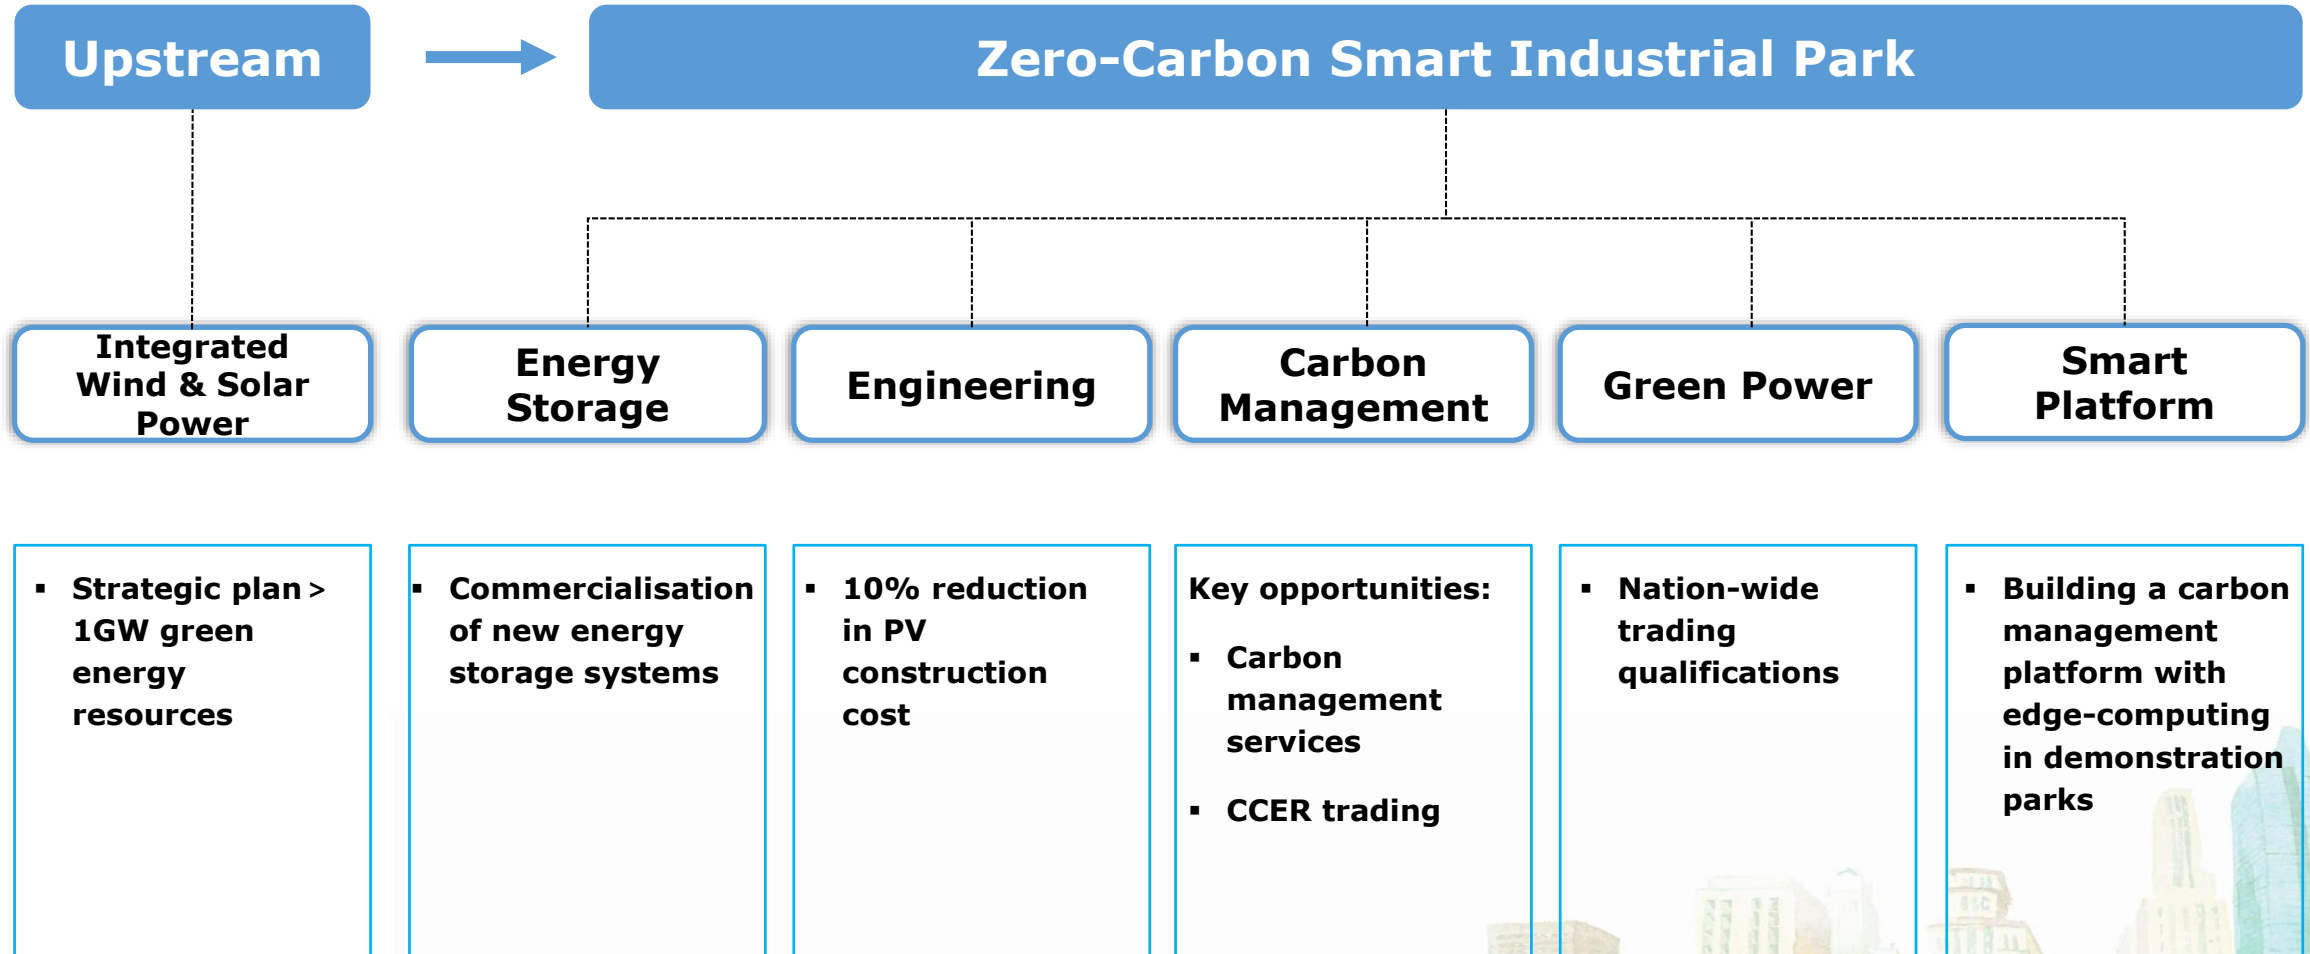 Upstream
Zero-Carbon Smart Industrial Park
Integrated
Wind & Solar
Power
Energy
Storage
Engineering
Carbon
Management
Green Power
Smart
Platform
▪ Strategic plan >
1GW green
energy
resources
▪ Commercialisation
of new energy
storage systems
▪ 10% reduction
in PV
construction
cost
Key opportunities:
▪ Carbon
management
services
▪ CCER trading
▪ Nation-wide
trading
qualifications
▪ Building a carbon
management
platform with
edge-computing
in demonstration
parks